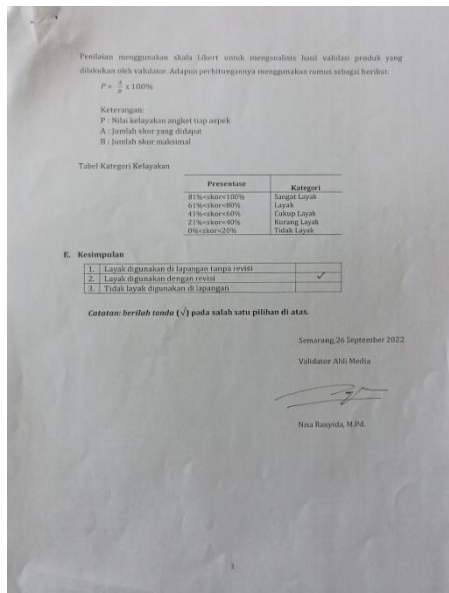 Penilaian menggunakan skala Likert untuk menganalisis hasil validasi produk yang
dilakukan oleh validator. Adapun perhitungannya menggunakan rumus sebagai berikut:
P = A/B x 100%
Keterangan:
P : Nilai kelayakan angket tiap aspek
A : Jumlah skor yang didapat
B : Jumlah skor maksimal
Tabel Kategori Kelayakan
Presentase Kategori
81%<skor<100% Sangat Layak
61%<skor<80% Layak
41%<skor<60% Cukup Layak
21%<skor<40% Kurang Layak
0%<skor<20% Tidak Layak
E. Kesimpulan
1. Layak digunakan di lapangan tanpa revisi
2. Layak digunakan dengan revisi ✓
3. Tidak layak digunakan di lapangan
Catatan: berilah tanda (√) pada salah satu pilihan di atas.
Semarang,26 September 2022
Validator Ahli Media
Nisa Rasyida, M.Pd.
3